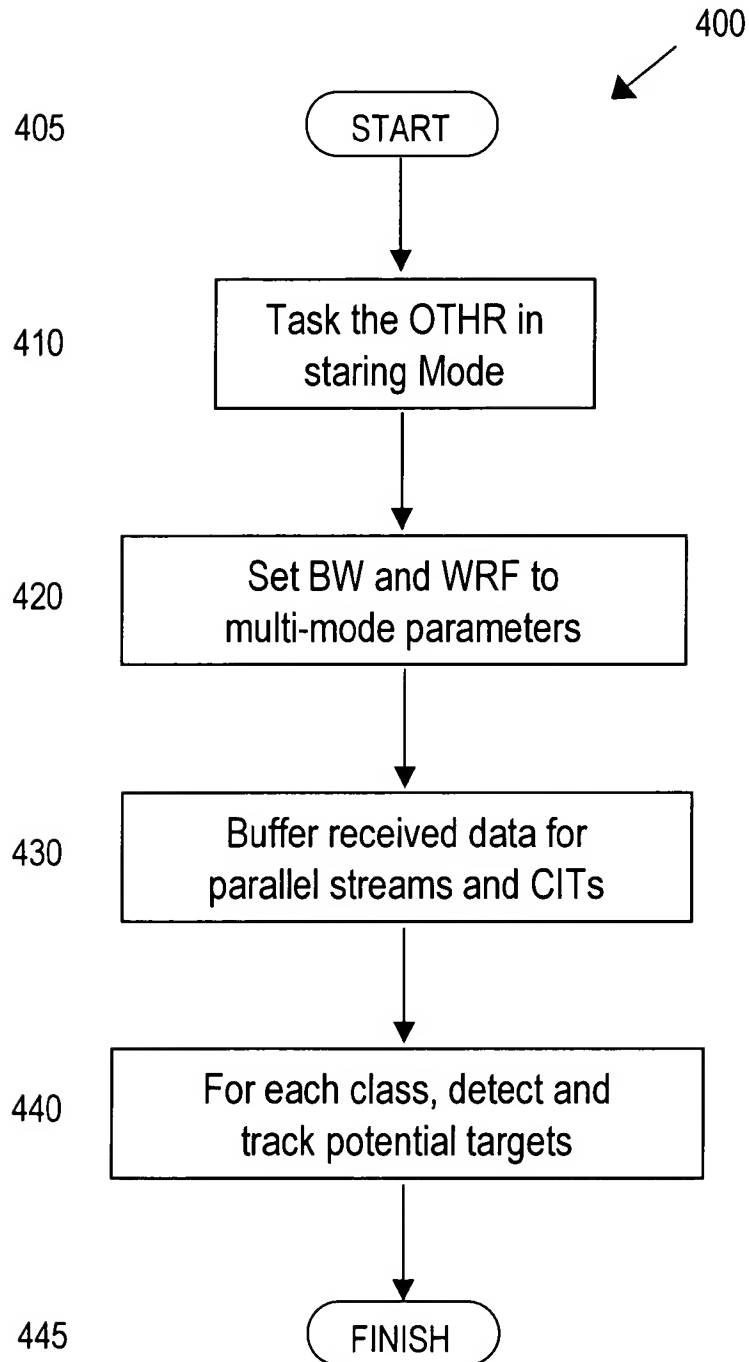 400
405
START
410
Task the OTHR in
staring Mode
420
Set BW and WRF to
multi-mode parameters
430
Buffer received data for
parallel streams and CITs
440
For each class, detect and
track potential targets
445
FINISH